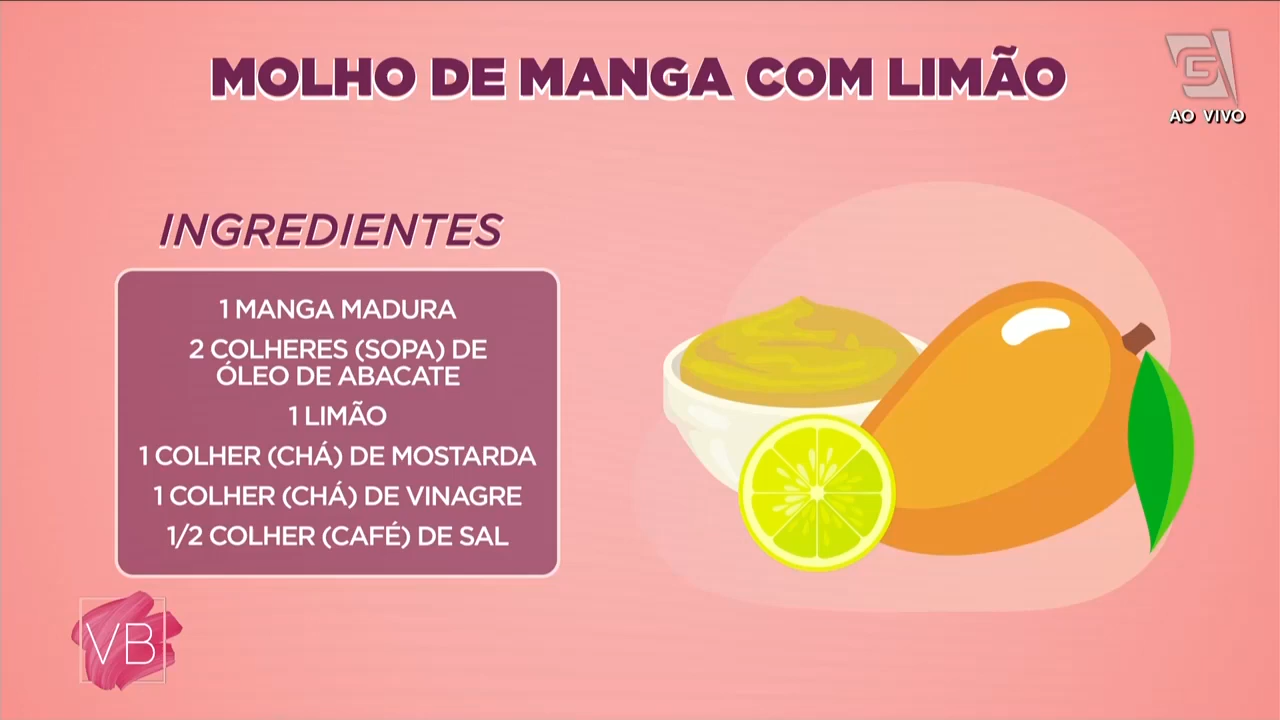 MOLHO DE MANGA COM LIMÃO
G
AO VIVO
INGREDIENTES
1 MANGA MADURA
2 COLHERES (SOPA) DE
ÓLEO DE ABACATE
1 LIMÃO
1 COLHER (CHÁ) DE MOSTARDA
1 COLHER (CHÁ) DE VINAGRE
1/2 COLHER (CAFÉ) DE SAL
VB